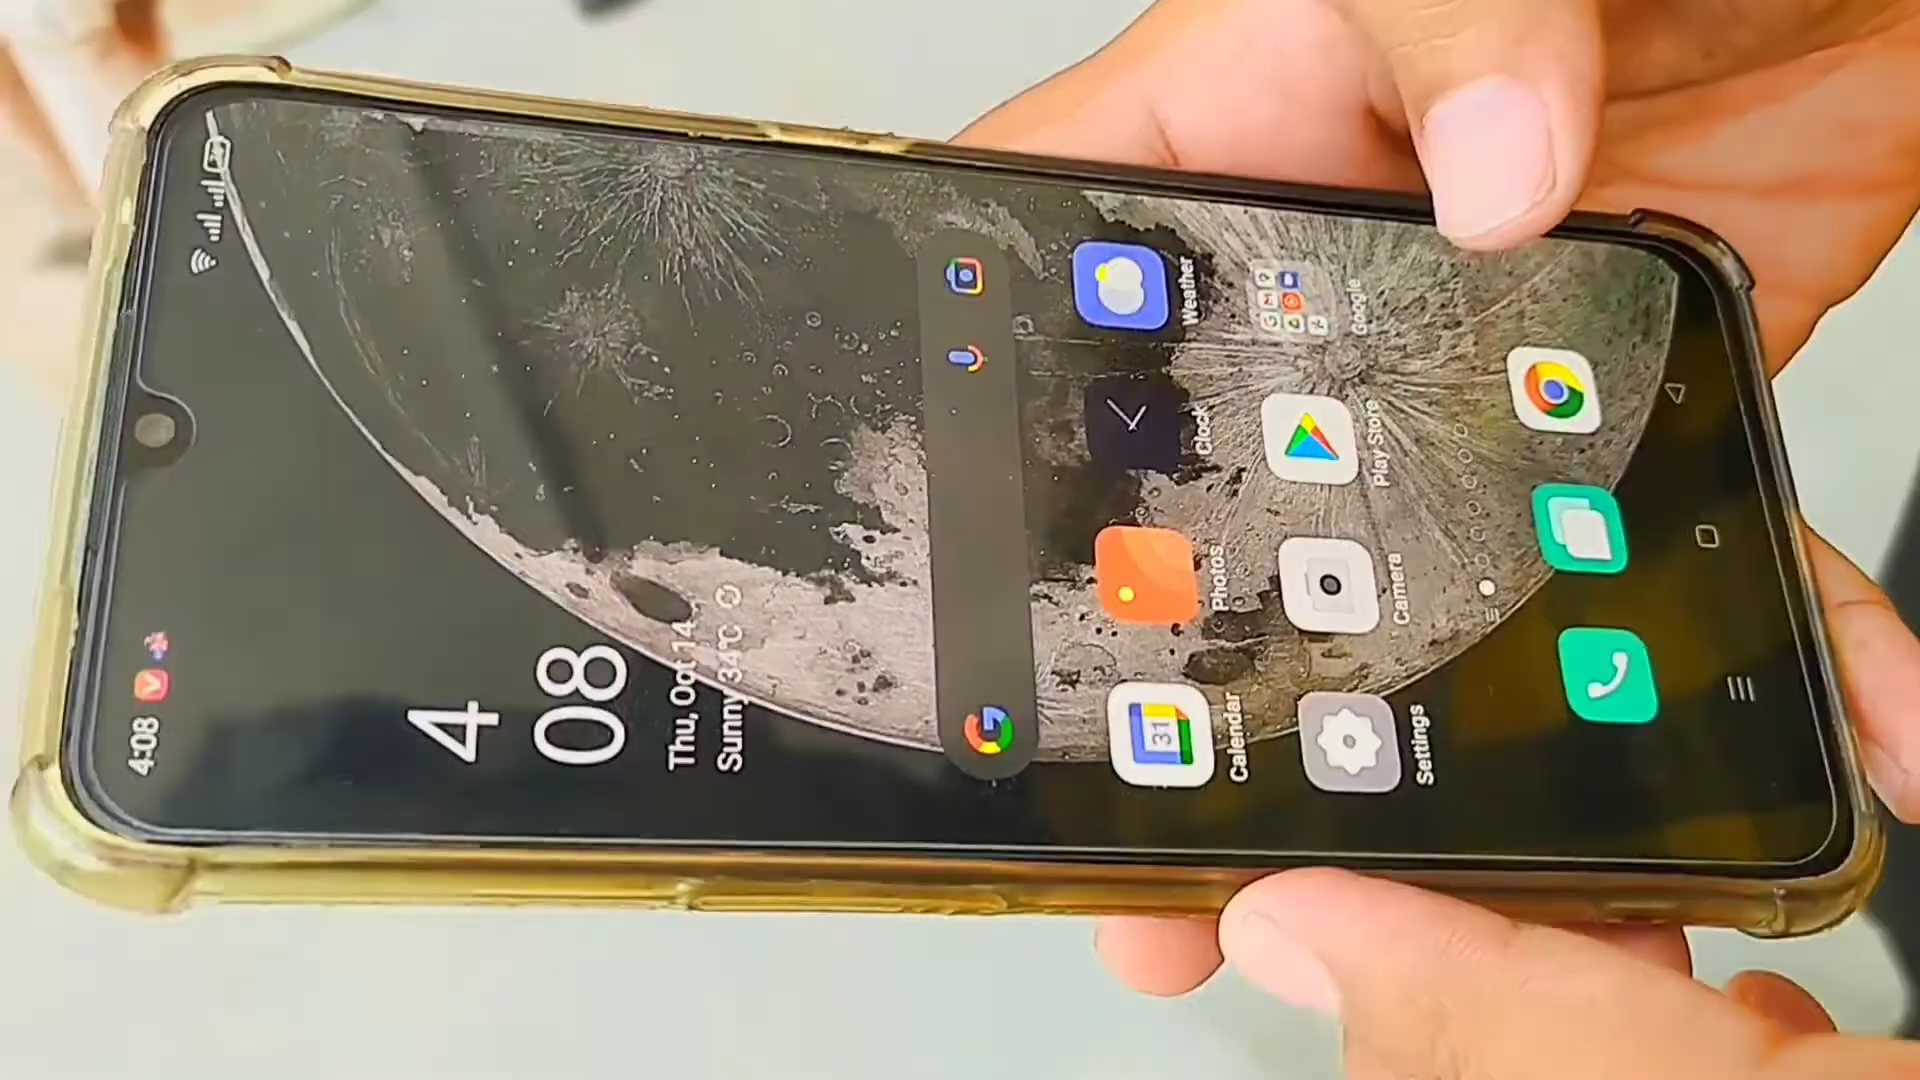 4:08
4
08
Thu, Oct 14
Sunny 34°C
31
Calendar
Photos
Clock
Weather
Settings
Camera
Play Store
Google